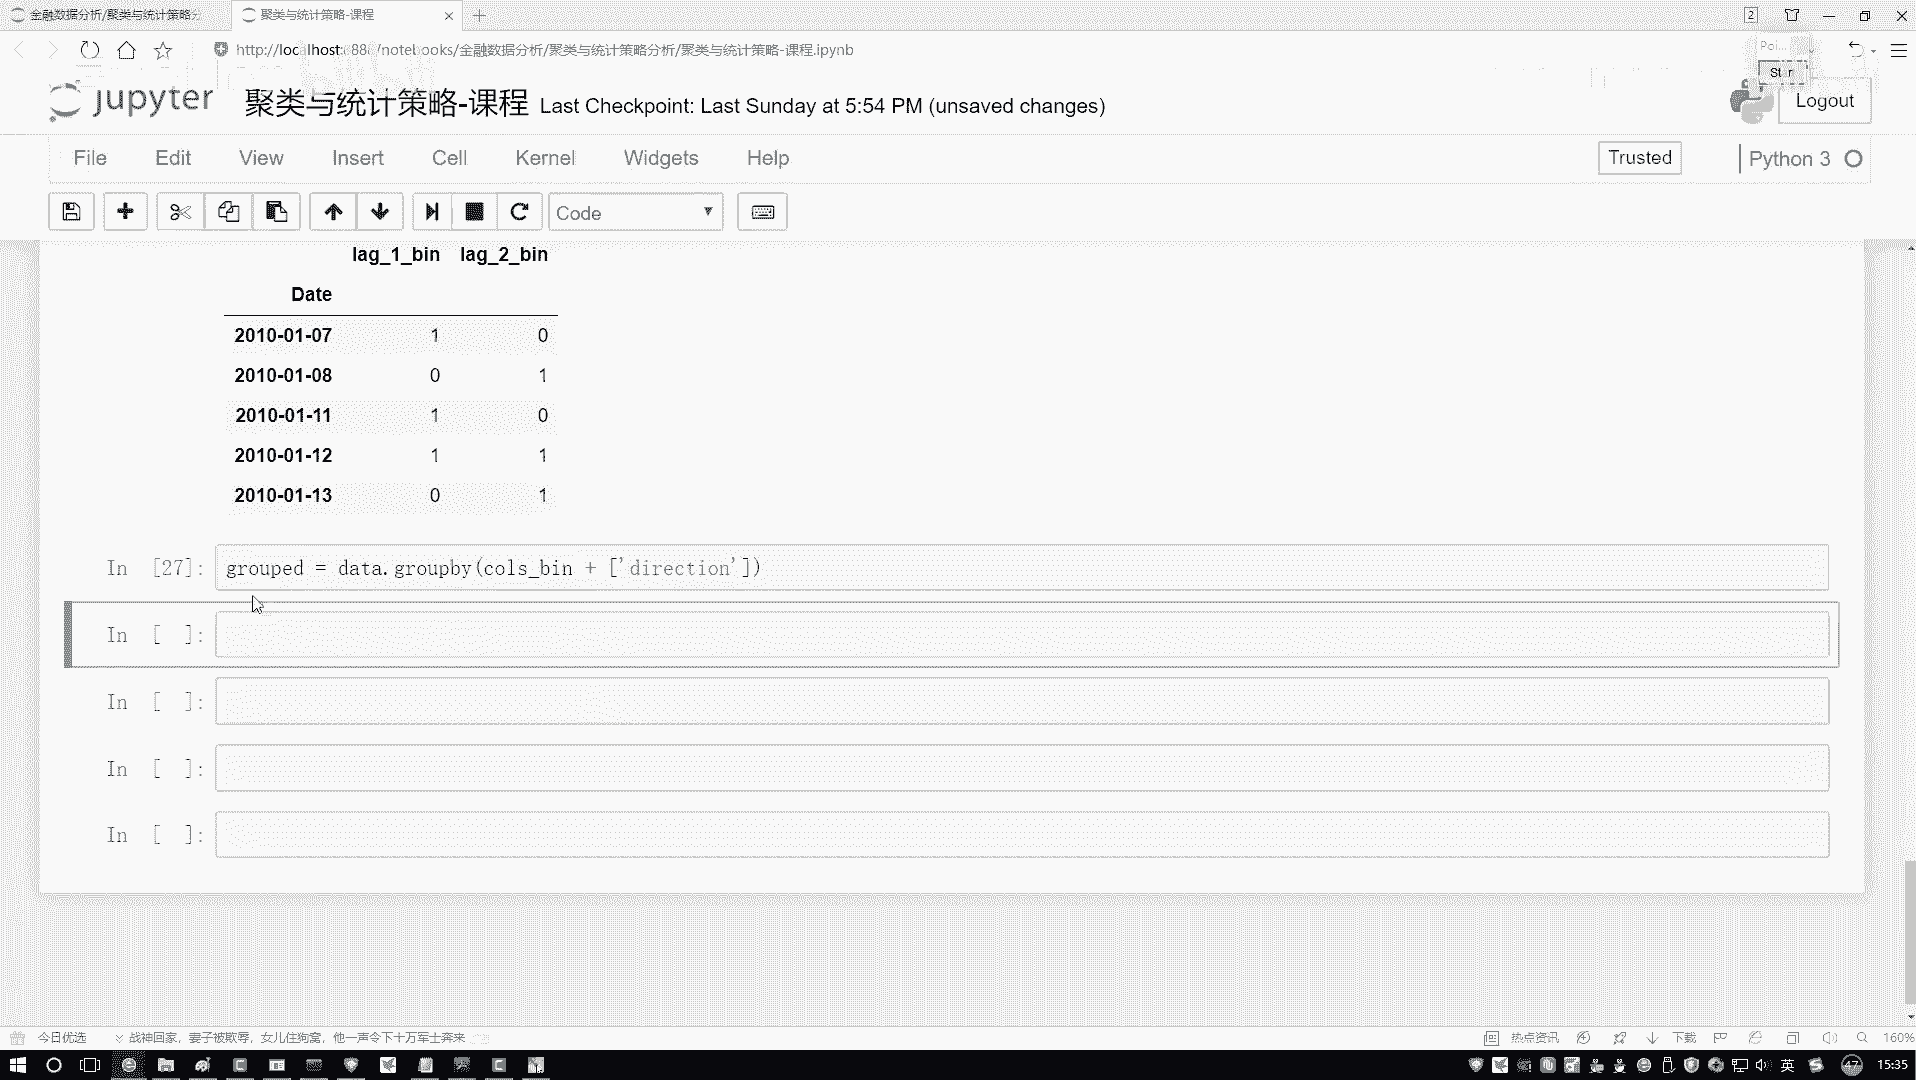 金融数据分析/聚类与统计策略分
聚类与统计策略-课程
2
http://localhost:888/notebooks/金融数据分析/聚类与统计策略分析/聚类与统计策略-课程.ipynb
Poi...
jupyter 聚类与统计策略-课程 Last Checkpoint: Last Sunday at 5:54 PM (unsaved changes)
Logout
File Edit View Insert Cell Kernel Widgets Help
Trusted Python 3
Code
lag_1_bin lag_2_bin
Date
2010-01-07 1 0
2010-01-08 0 1
2010-01-11 1 0
2010-01-12 1 1
2010-01-13 0 1
In [27]: grouped = data.groupby(cols_bin + ['direction'])
In [ ]:
In [ ]:
In [ ]:
In [ ]:
今日优选 战神回家，妻子被欺辱，女儿住狗窝，他一声令下十万军士奔来
热点资讯 下载 160%
英 47 15:35